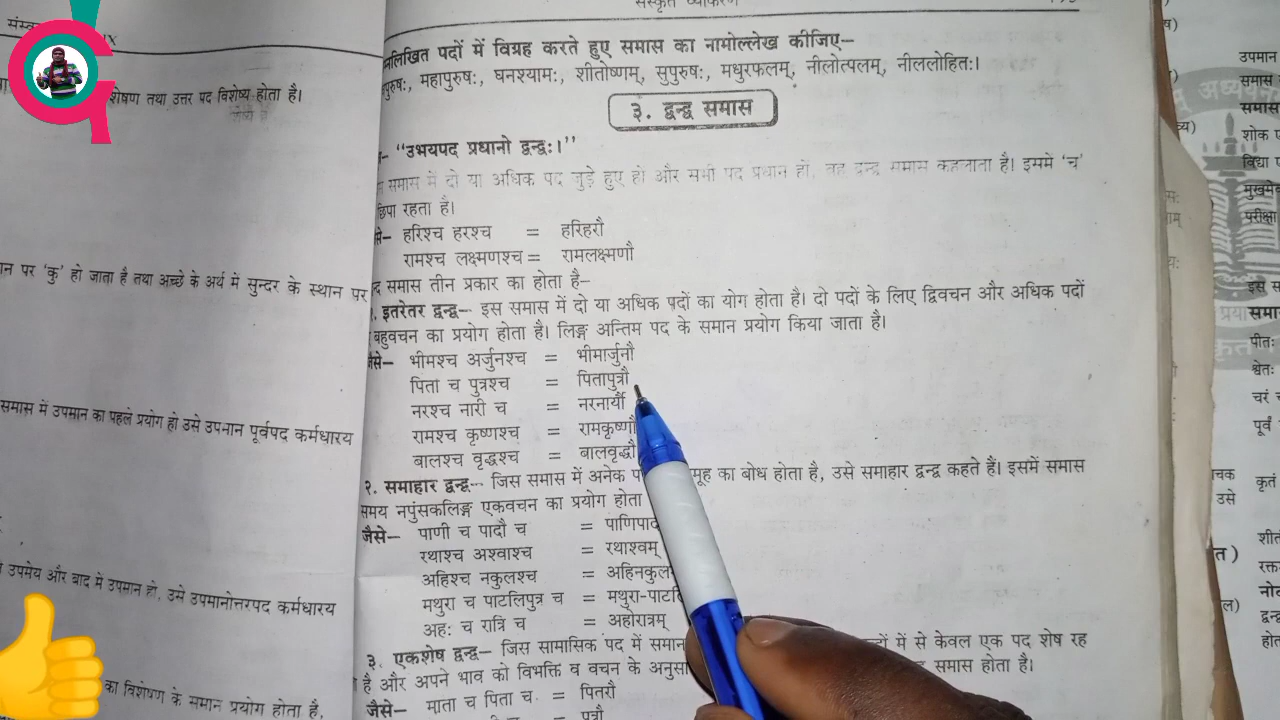 संस्कृत व्याकरण
लिखित पदों में विग्रह करते हुए समास का नामोल्लेख कीजिए–
पुरुषः, महापुरुषः, घनश्यामः, शीतोष्णम्, सुपुरुषः, मधुरफलम्, नीलोत्पलम्, नीललोहितः।
३. द्वन्द्व समास
"उभयपद प्रधानो द्वन्द्वः।"
समास में दो या अधिक पद जुड़े हुए हों और सभी पद प्रधान हों, वह द्वन्द्व समास कहलाता है। इसमें 'च'
छिपा रहता है।
हरिश्च हरश्च = हरिहरौ
रामश्च लक्ष्मणश्च = रामलक्ष्मणौ
समास तीन प्रकार का होता है–
इतरेतर द्वन्द्व– इस समास में दो या अधिक पदों का योग होता है। दो पदों के लिए द्विवचन और अधिक पदों
बहुवचन का प्रयोग होता है। लिङ्ग अन्तिम पद के समान प्रयोग किया जाता है।
जैसे– भीमश्च अर्जुनश्च = भीमार्जुनौ
पिता च पुत्रश्च = पितापुत्रौ
नरश्च नारी च = नरनार्यौ
रामश्च कृष्णश्च = रामकृष्णौ
बालश्च वृद्धश्च = बालवृद्धौ
२. समाहार द्वन्द्व– जिस समास में अनेक मूह का बोध होता है, उसे समाहार द्वन्द्व कहते हैं। इसमें समास
समय नपुंसकलिङ्ग एकवचन का प्रयोग होता
जैसे– पाणी च पादौ च = पाणिपाद
रथाश्च अश्वाश्च = रथाश्वम्
अहिश्च नकुलश्च = अहिनकुल
मथुरा च पाटलिपुत्र च = मथुरा-पाटलि
अहः च रात्रि च = अहोरात्रम्
३. एकशेष द्वन्द्व– जिस सामासिक पद में समान में से केवल एक पद शेष रह
है और अपने भाव को विभक्ति व वचन के अनुसा समास होता है।
जैसे– माता च पिता च = पितरौ
शेषण तथा उत्तर पद विशेष्य होता है।
पर 'कु' हो जाता है तथा अच्छे के अर्थ में सुन्दर के स्थान पर
समास में उपमान का पहले प्रयोग हो उसे उपमान पूर्वपद कर्मधारय
उपमेय और बाद में उपमान हो, उसे उपमानोत्तरपद कर्मधारय
का विशेषण के समान प्रयोग होता है,
उपमान
समास
समास
विद्या
परीक्षा
पीतः
श्वेतः
उसे